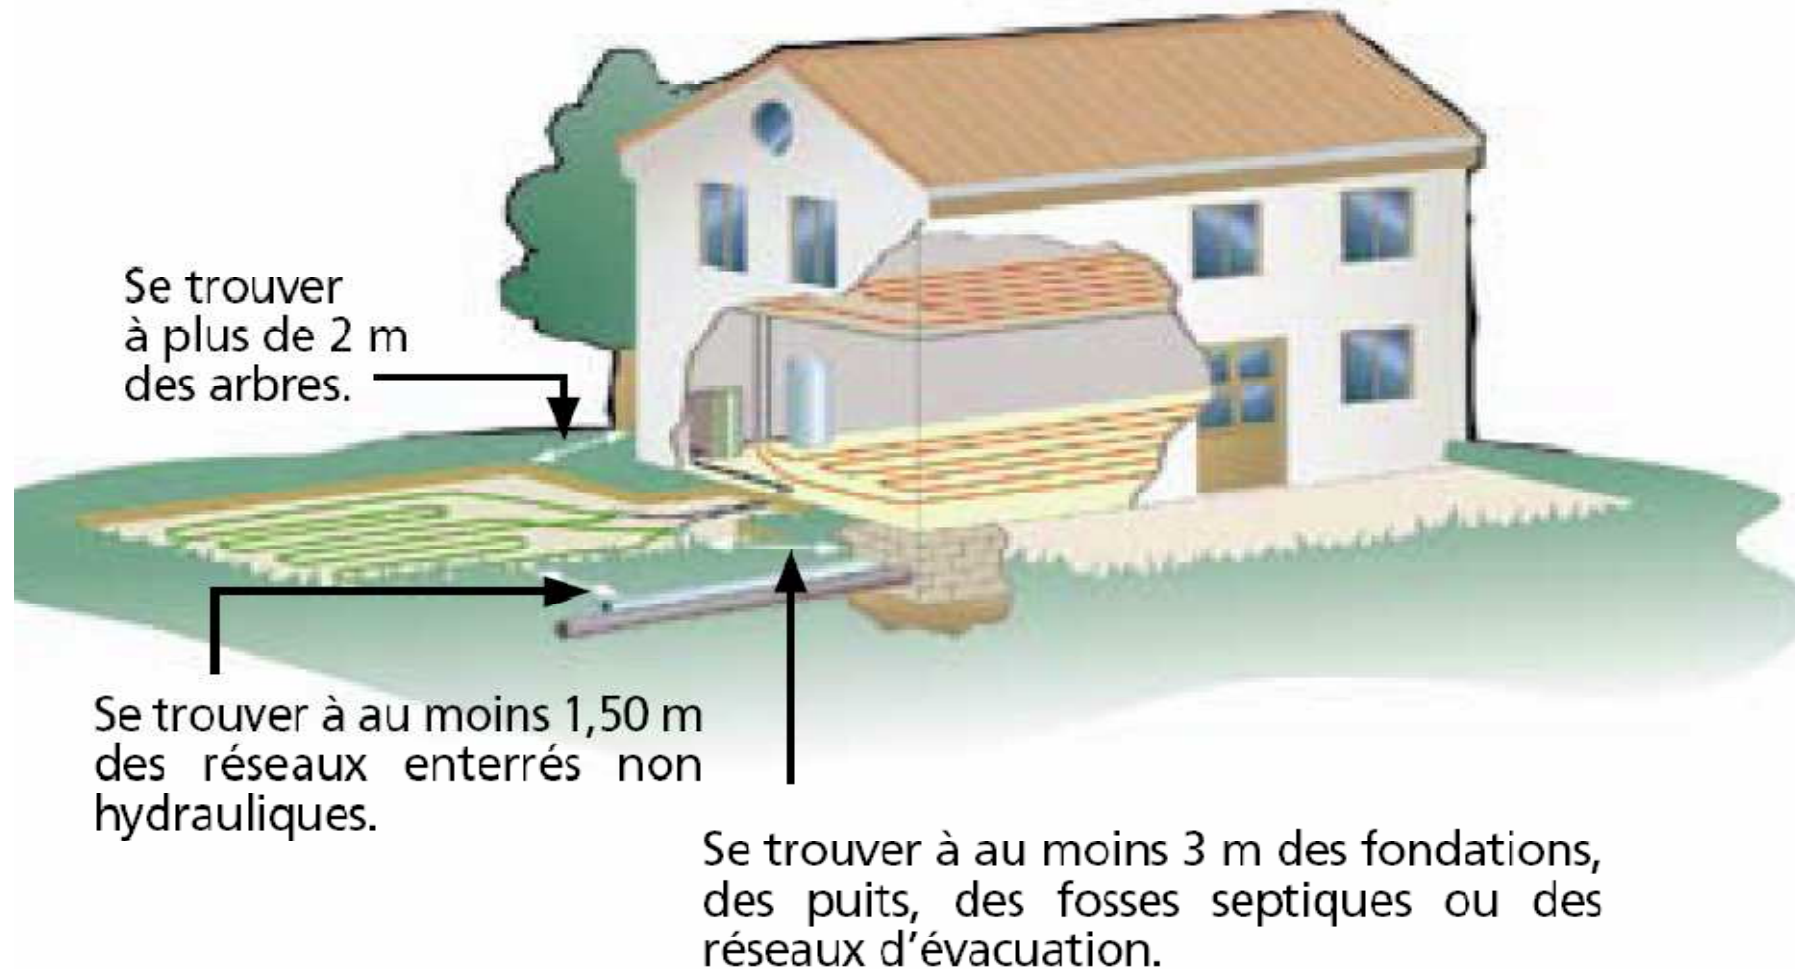 Se trouver
à plus de 2 m
des arbres.
Se trouver à au moins 1,50 m
des réseaux enterrés non
hydrauliques.
Se trouver à au moins 3 m des fondations,
des puits, des fosses septiques ou des
réseaux d'évacuation.